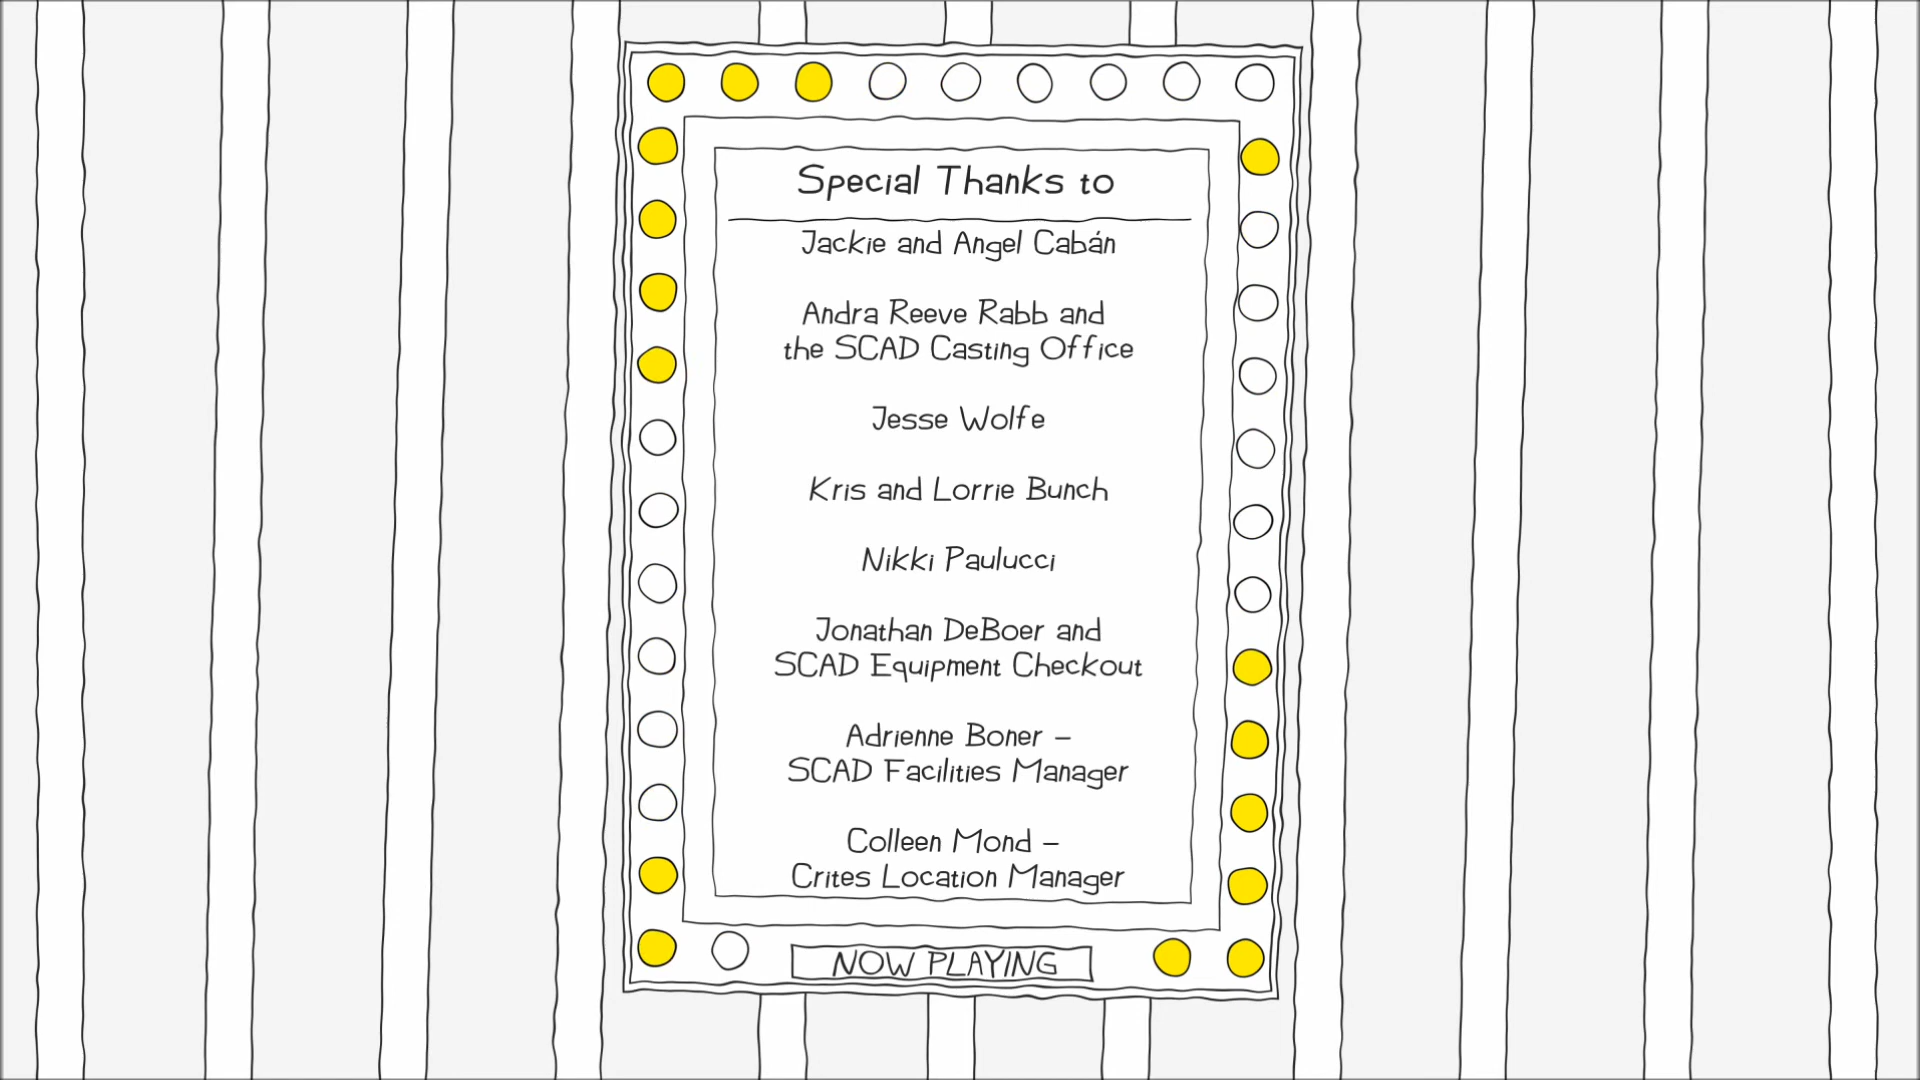 Special Thanks to
Jackie and Angel Cabán
Andra Reeve Rabb and
the SCAD Casting Office
Jesse Wolfe
Kris and Lorrie Bunch
Nikki Paulucci
Jonathan DeBoer and
SCAD Equipment Checkout
Adrienne Boner –
SCAD Facilities Manager
Colleen Mond –
Crites Location Manager
NOW PLAYING